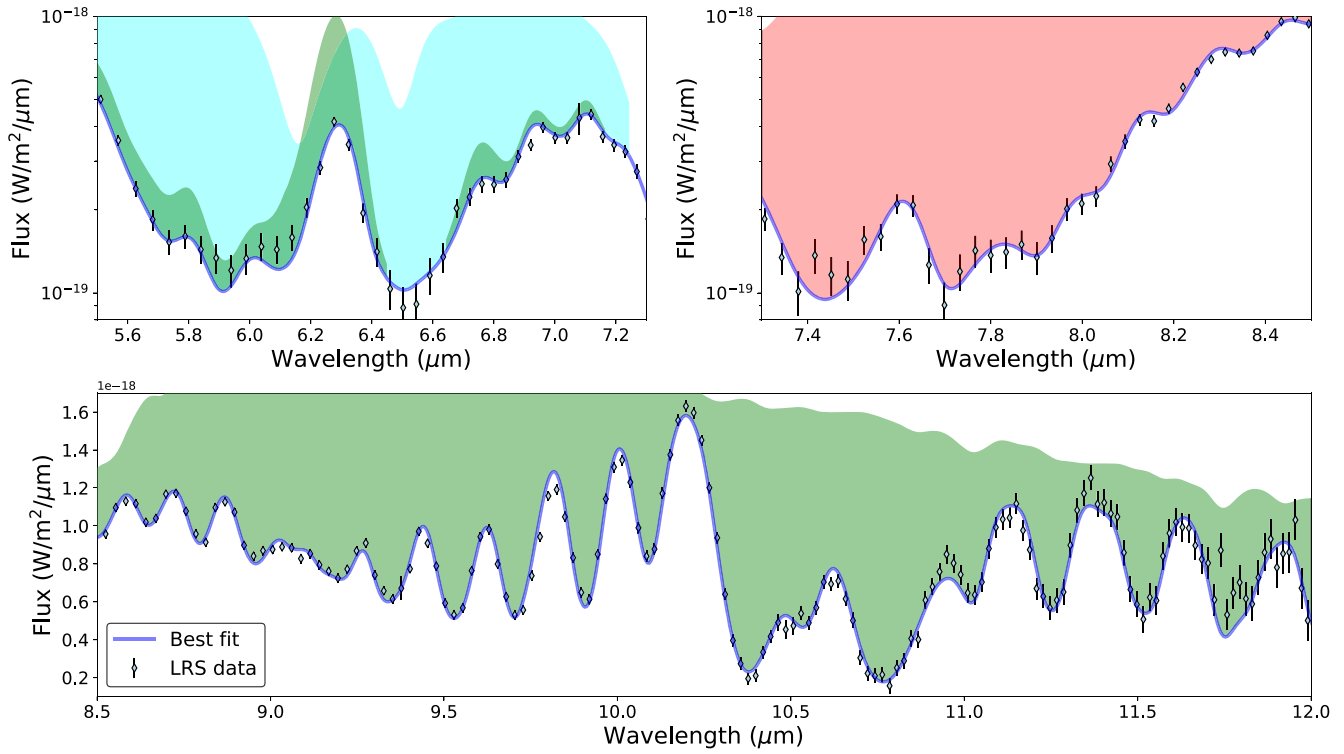 10⁻¹⁸
10⁻¹⁹
Flux (W/m²/μm)
5.6 5.8 6.0 6.2 6.4 6.6 6.8 7.0 7.2
Wavelength (μm)
10⁻¹⁸
10⁻¹⁹
Flux (W/m²/μm)
7.4 7.6 7.8 8.0 8.2 8.4
Wavelength (μm)
1e−18
1.6
1.4
1.2
1.0
0.8
0.6
0.4
0.2
Flux (W/m²/μm)
Best fit
LRS data
8.5 9.0 9.5 10.0 10.5 11.0 11.5 12.0
Wavelength (μm)